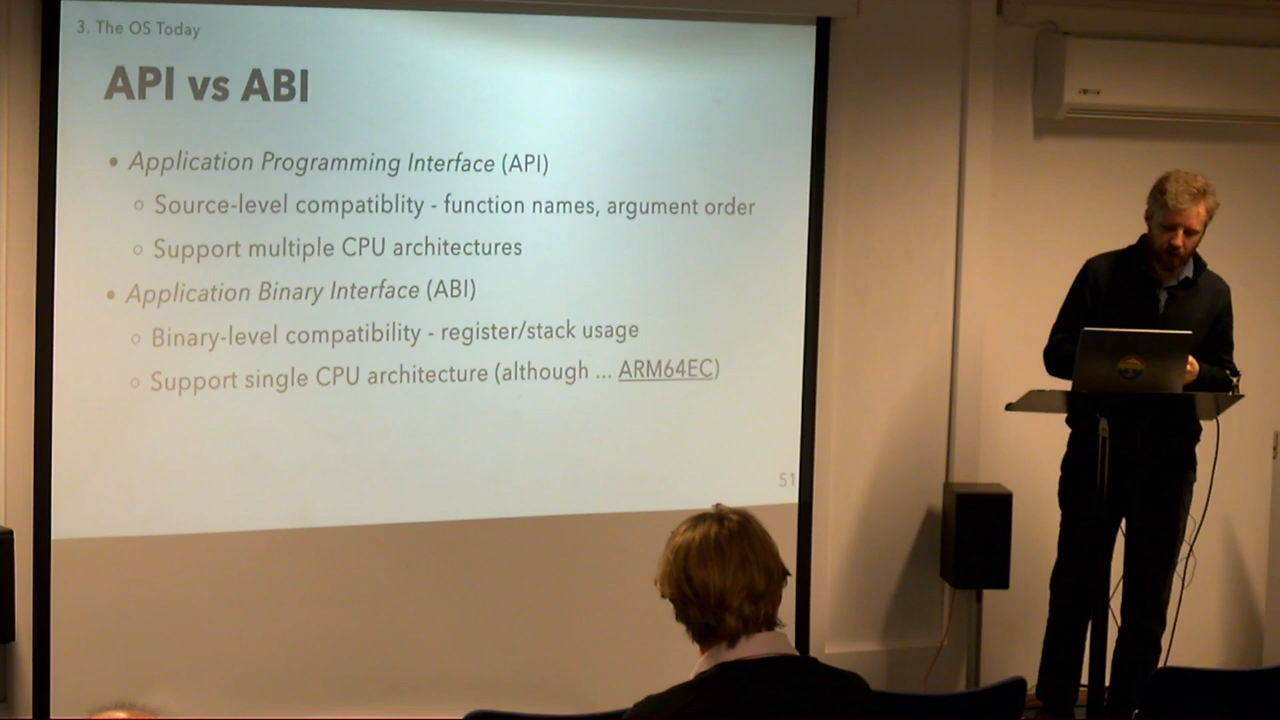 3. The OS Today
API vs ABI
• Application Programming Interface (API)
○ Source-level compatiblity - function names, argument order
○ Support multiple CPU architectures
• Application Binary Interface (ABI)
○ Binary-level compatibility - register/stack usage
○ Support single CPU architecture (although ... ARM64EC)
51